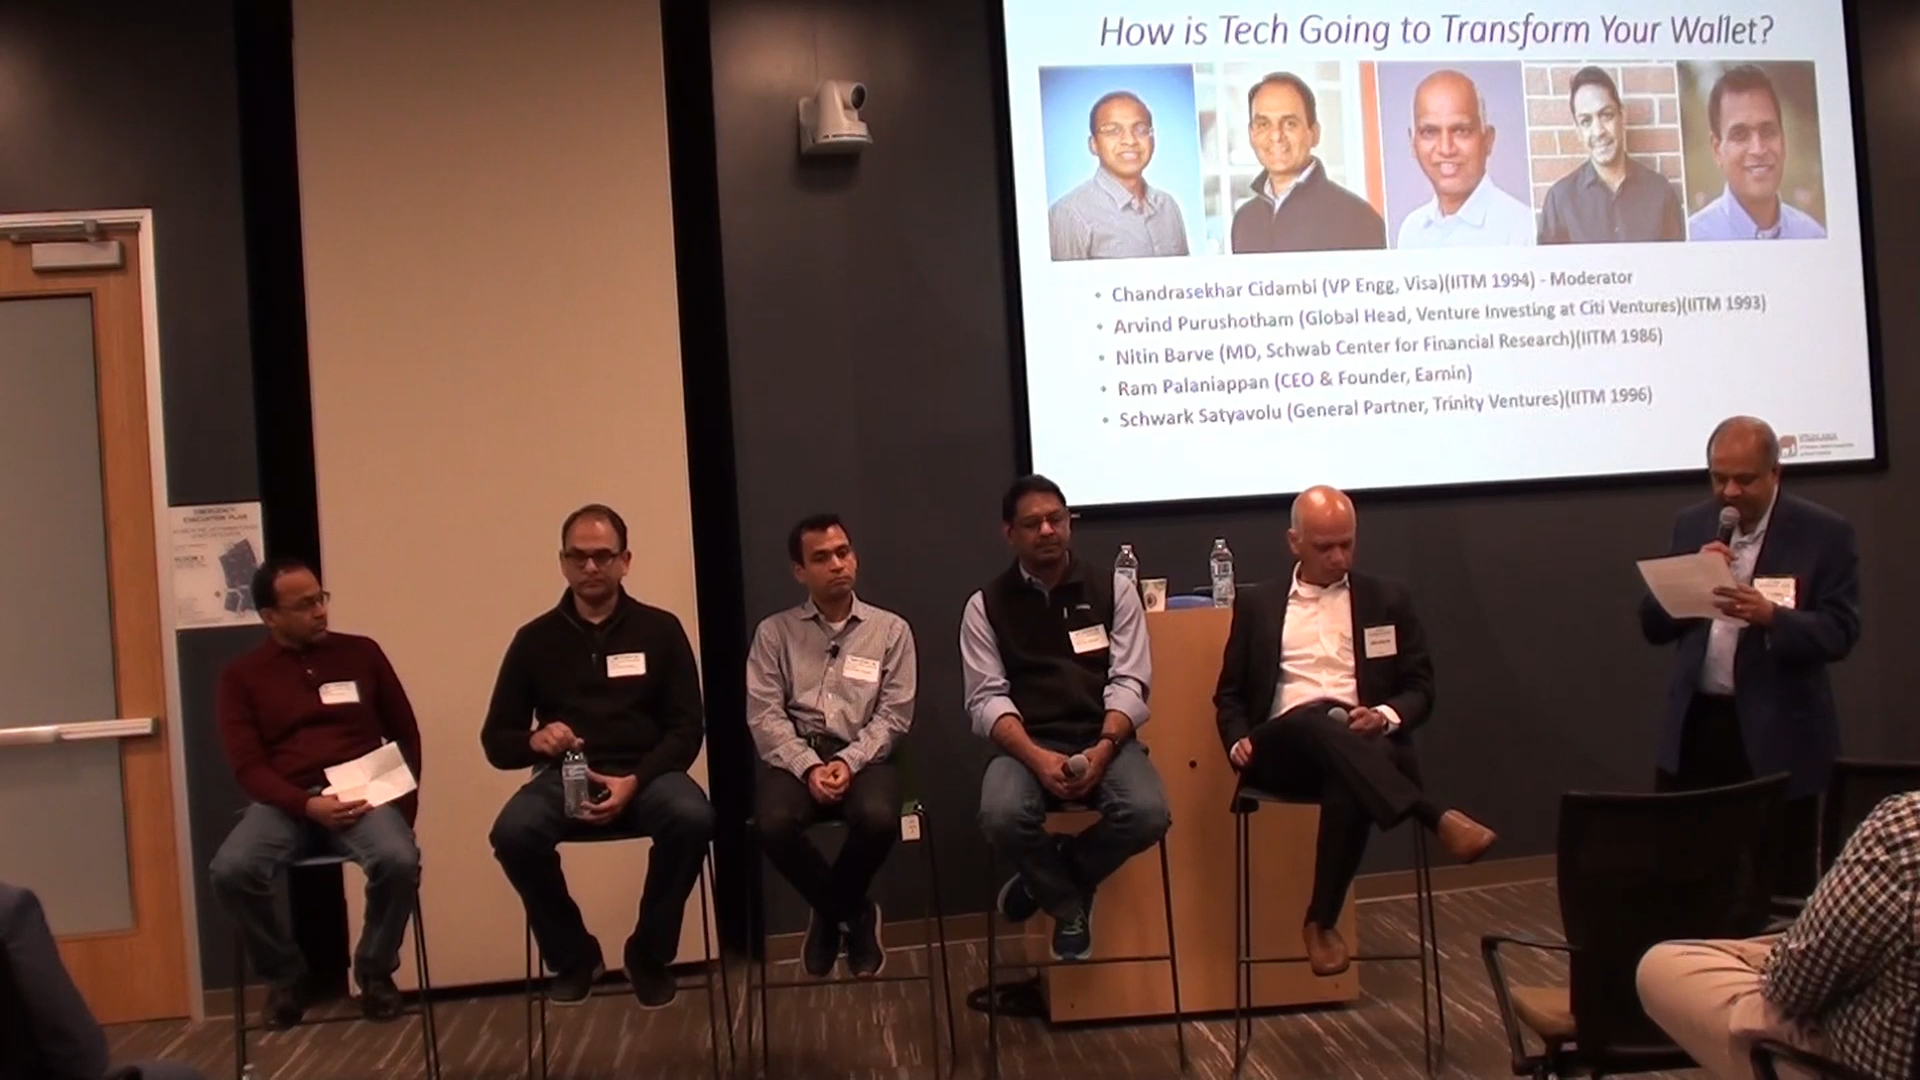 How is Tech Going to Transform Your Wallet?
• Chandrasekhar Cidambi (VP Engg, Visa)(IITM 1994) - Moderator
• Arvind Purushotham (Global Head, Venture Investing at Citi Ventures)(IITM 1993)
• Nitin Barve (MD, Schwab Center for Financial Research)(IITM 1986)
• Ram Palaniappan (CEO & Founder, Earnin)
• Schwark Satyavolu (General Partner, Trinity Ventures)(IITM 1996)
EMERGENCY
EVACUATION PLAN